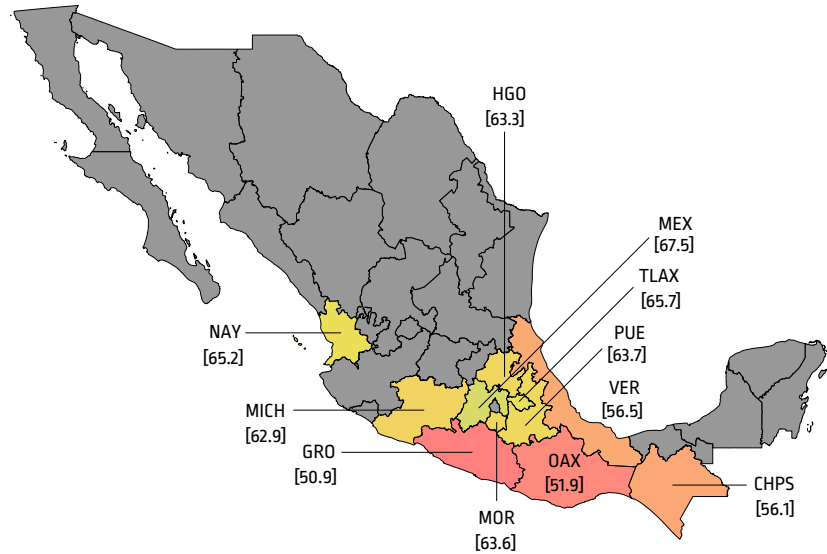 HGO
[63.3]
MEX
[67.5]
TLAX
[65.7]
PUE
[63.7]
NAY
[65.2]
VER
[56.5]
MICH
[62.9]
GRO
[50.9]
OAX
[51.9]
CHPS
[56.1]
MOR
[63.6]